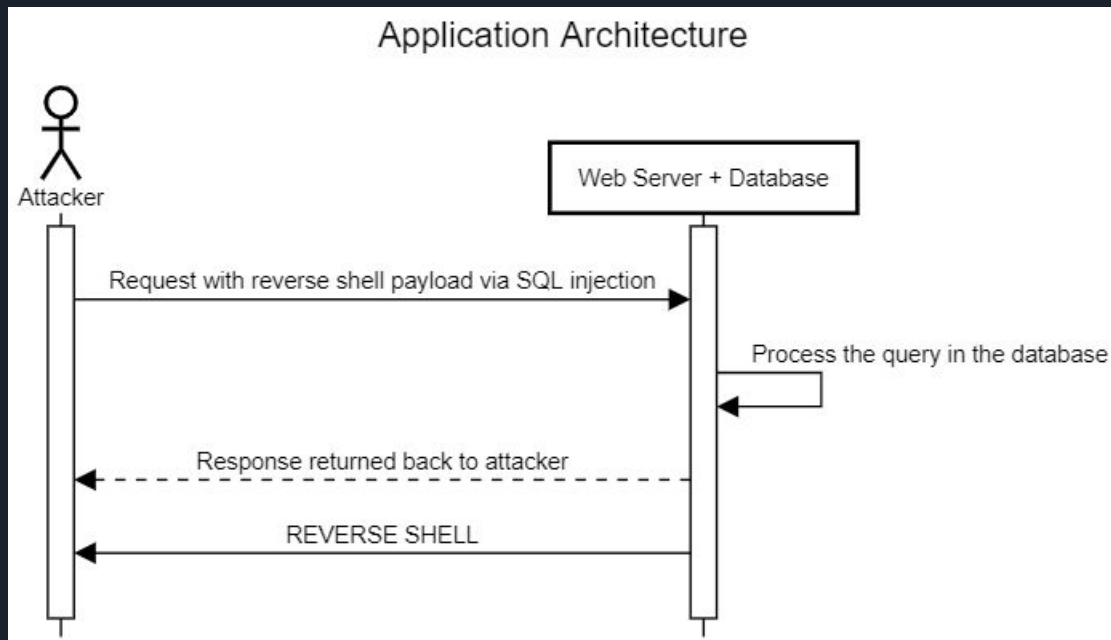 Application Architecture
Attacker
Web Server + Database
Request with reverse shell payload via SQL injection
Process the query in the database
Response returned back to attacker
REVERSE SHELL